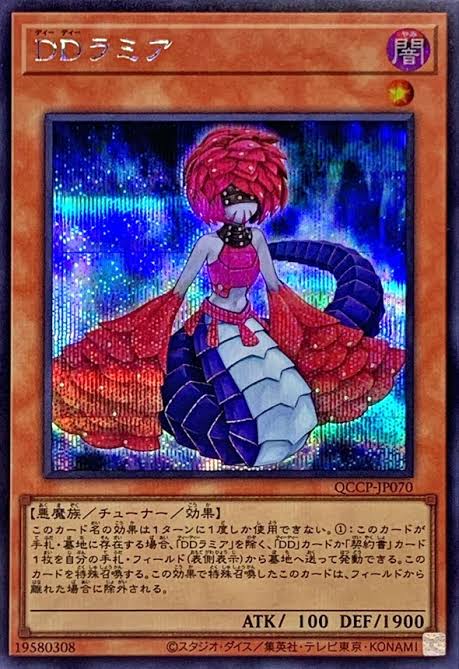 ディー ディー
DDラミア
やみ
闇
QCCP-JP070
【悪魔族／チューナー／効果】
このカード名の効果は1ターンに1度しか使用できない。①：このカードが
手札・墓地に存在する場合、「DDラミア」を除く、「DD」カードか「契約書」カード
1枚を自分の手札・フィールド（表側表示）から墓地へ送って発動できる。この
カードを特殊召喚する。この効果で特殊召喚したこのカードは、フィールドから
離れた場合に除外される。
ATK/ 100 DEF/1900
19580308 ©スタジオ・ダイス／集英社・テレビ東京・KONAMI